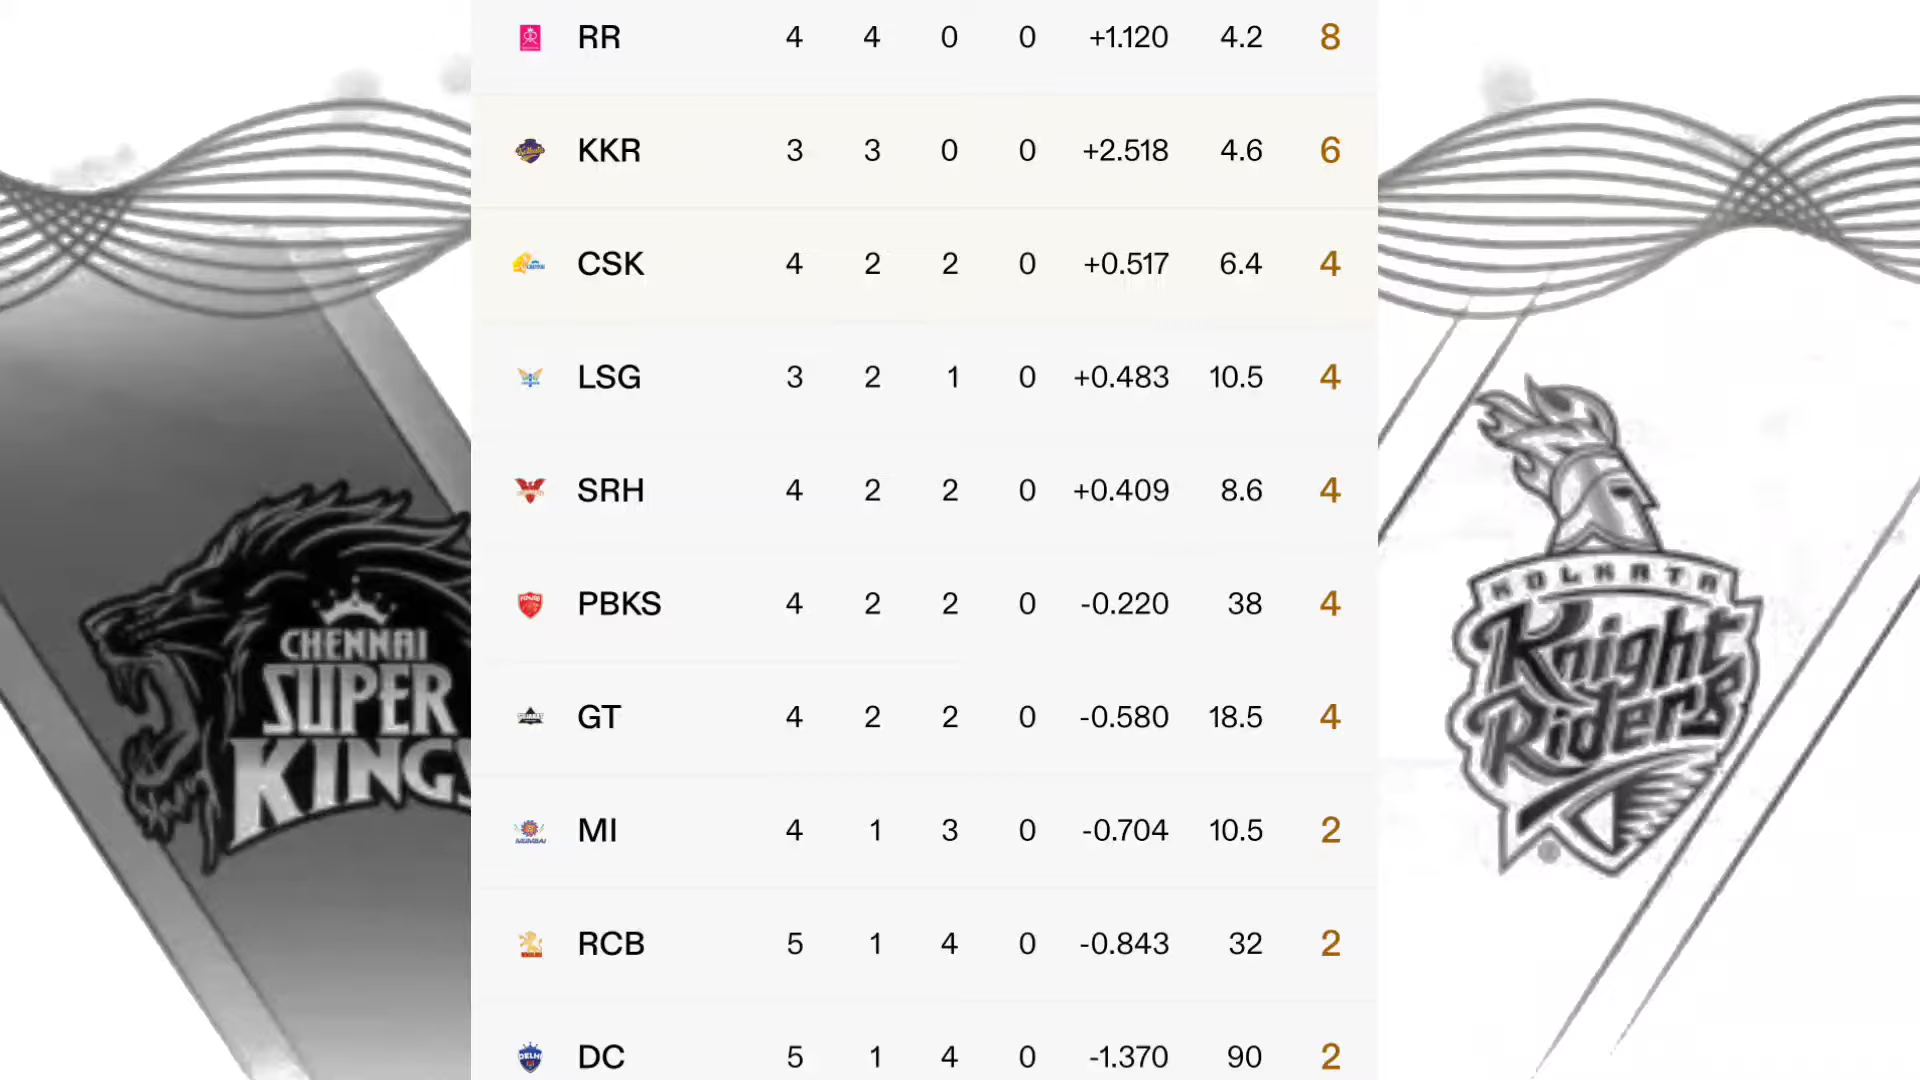 RR 4 4 0 0 +1.120 4.2 8
KKR 3 3 0 0 +2.518 4.6 6
CSK 4 2 2 0 +0.517 6.4 4
LSG 3 2 1 0 +0.483 10.5 4
SRH 4 2 2 0 +0.409 8.6 4
PBKS 4 2 2 0 -0.220 38 4
GT 4 2 2 0 -0.580 18.5 4
MI 4 1 3 0 -0.704 10.5 2
RCB 5 1 4 0 -0.843 32 2
DC 5 1 4 0 -1.370 90 2
CHENNAI
SUPER
KINGS
KOLKATA
Knight
Riders